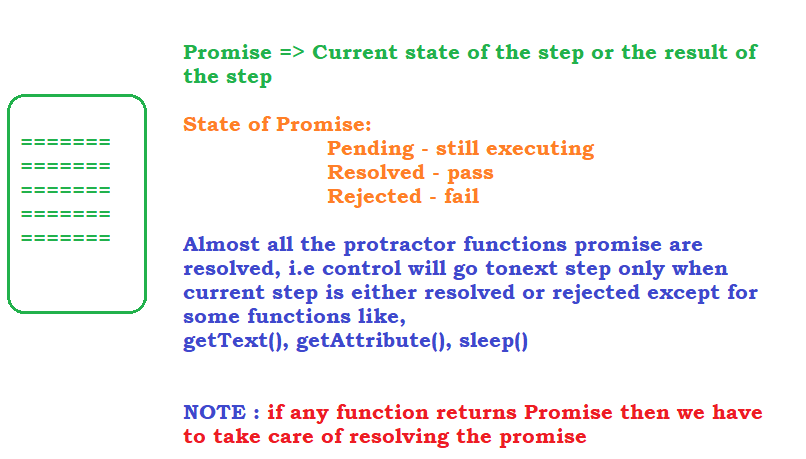 Promise => Current state of the step or the result of
the step
State of Promise:
Pending - still executing
Resolved - pass
Rejected - fail
=======
=======
=======
=======
=======
Almost all the protractor functions promise are
resolved, i.e control will go tonext step only when
current step is either resolved or rejected except for
some functions like,
getText(), getAttribute(), sleep()
NOTE : if any function returns Promise then we have
to take care of resolving the promise